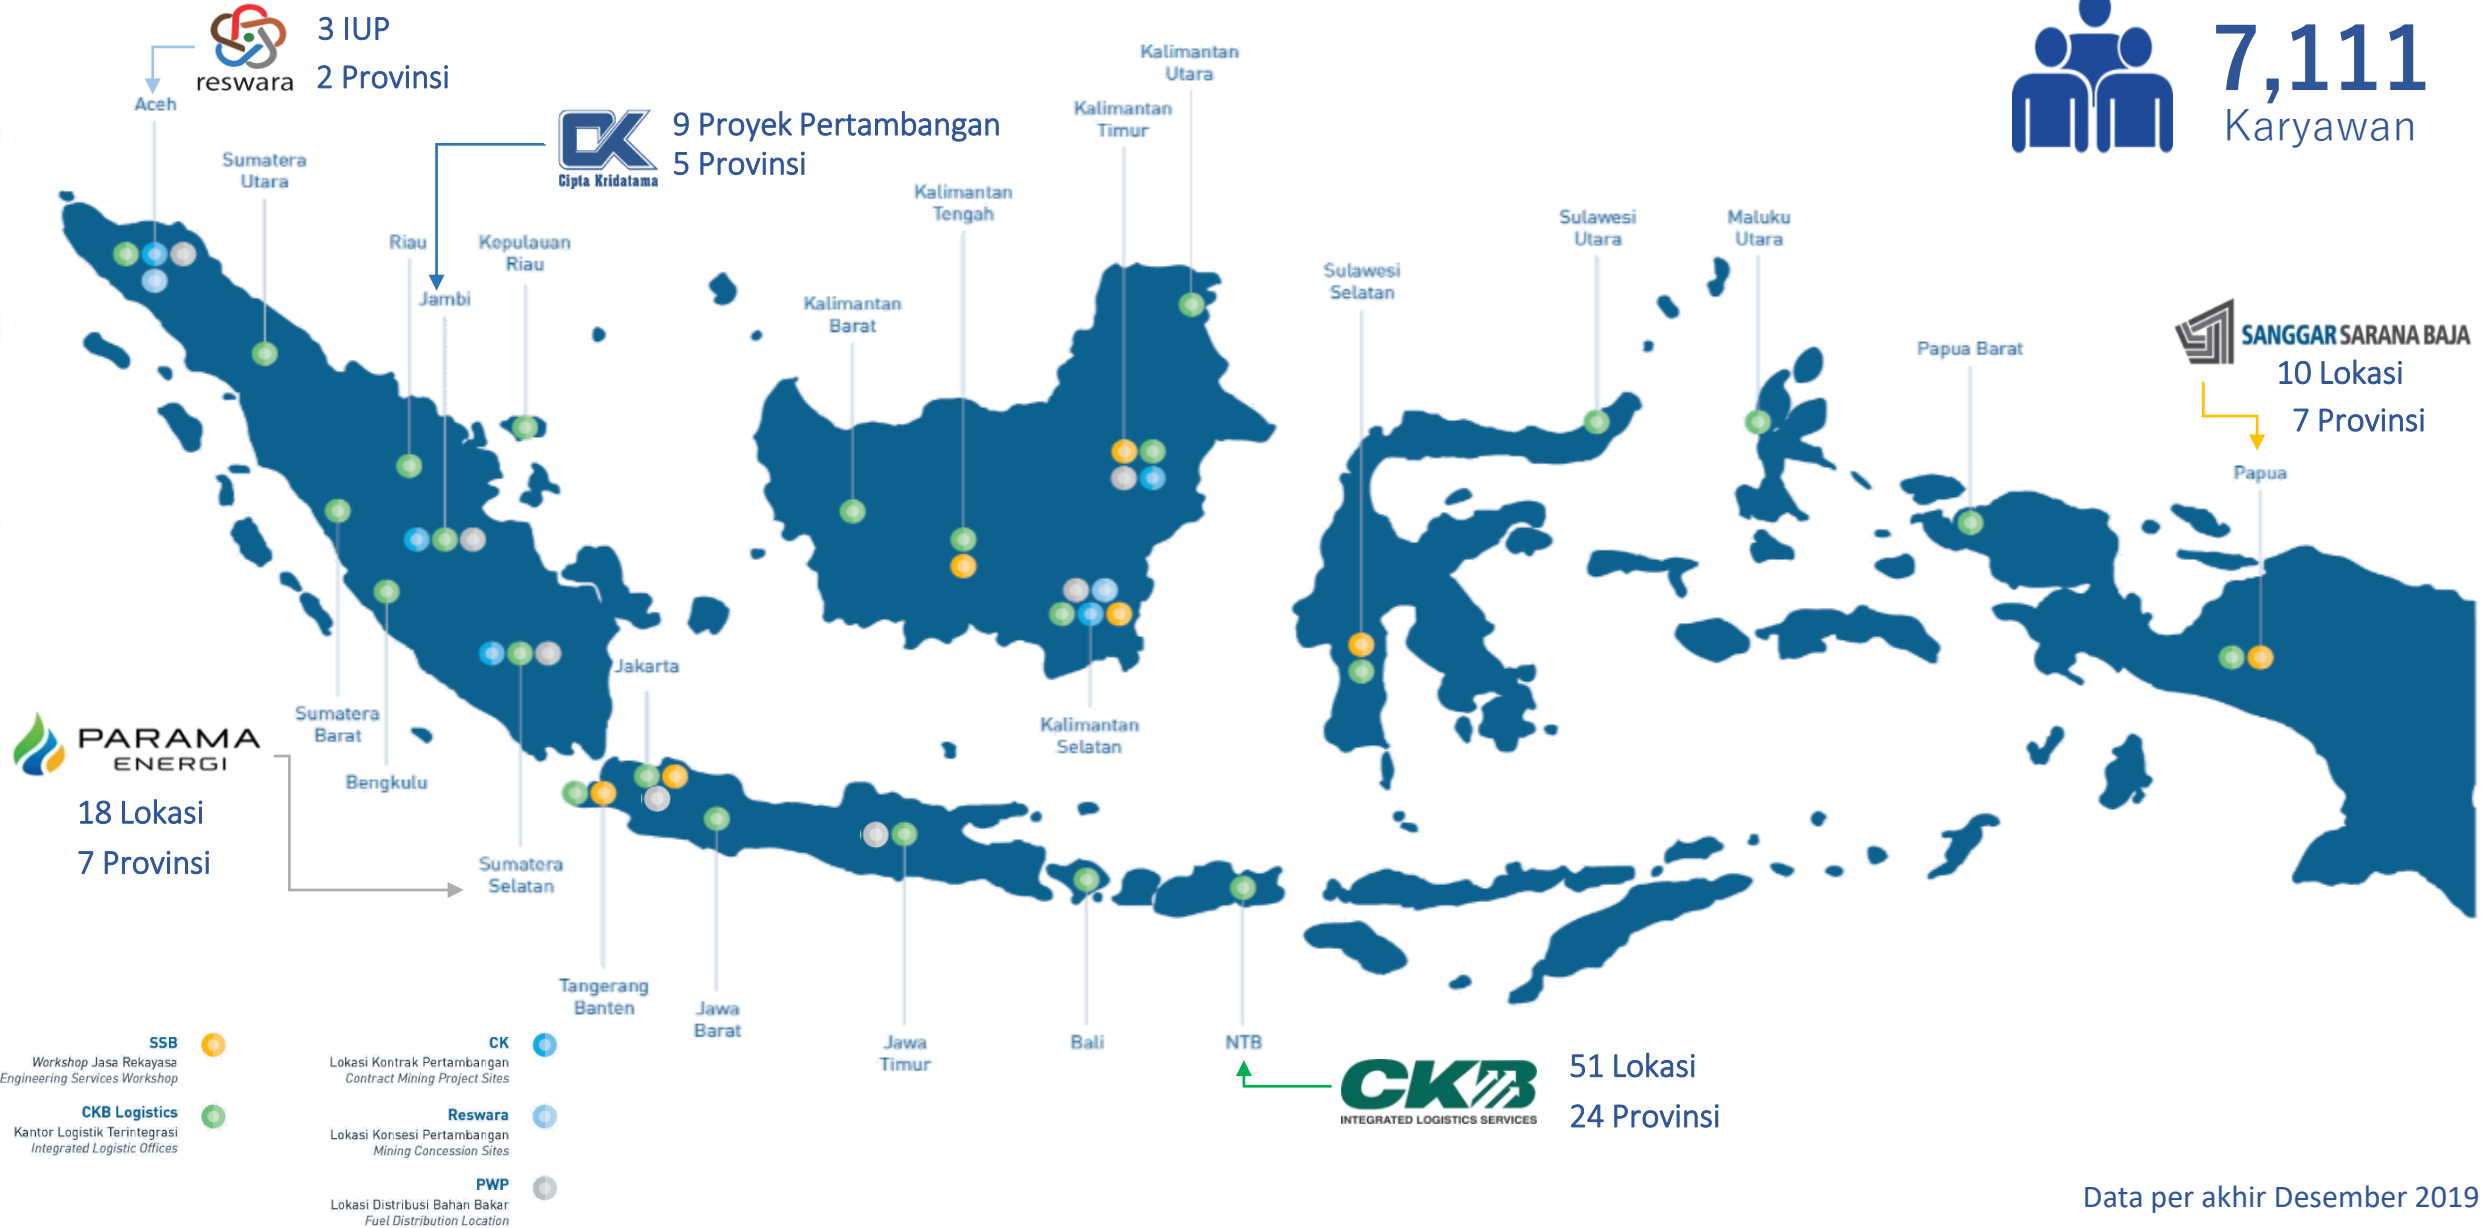 3 IUP
2 Provinsi
reswara
Aceh
Sumatera
Utara
Cipta Kridatama
9 Proyek Pertambangan
5 Provinsi
Riau
Kepulauan
Riau
Jambi
Kalimantan
Utara
Kalimantan
Timur
Kalimantan
Tengah
Kalimantan
Barat
7,111
Karyawan
Sulawesi
Selatan
Sulawesi
Utara
Maluku
Utara
Papua Barat
SANGGAR SARANA BAJA
10 Lokasi
7 Provinsi
Papua
Jakarta
Sumatera
Barat
Bengkulu
Kalimantan
Selatan
PARAMA
ENERGI
18 Lokasi
7 Provinsi
Sumatera
Selatan
Tangerang
Banten
Jawa
Barat
Jawa
Timur
Bali
NTB
CKB
INTEGRATED LOGISTICS SERVICES
51 Lokasi
24 Provinsi
SSB
Workshop Jasa Rekayasa
Engineering Services Workshop
CKB Logistics
Kantor Logistik Terintegrasi
Integrated Logistic Offices
CK
Lokasi Kontrak Pertambangan
Contract Mining Project Sites
Reswara
Lokasi Konsesi Pertambangan
Mining Concession Sites
PWP
Lokasi Distribusi Bahan Bakar
Fuel Distribution Location
Data per akhir Desember 2019